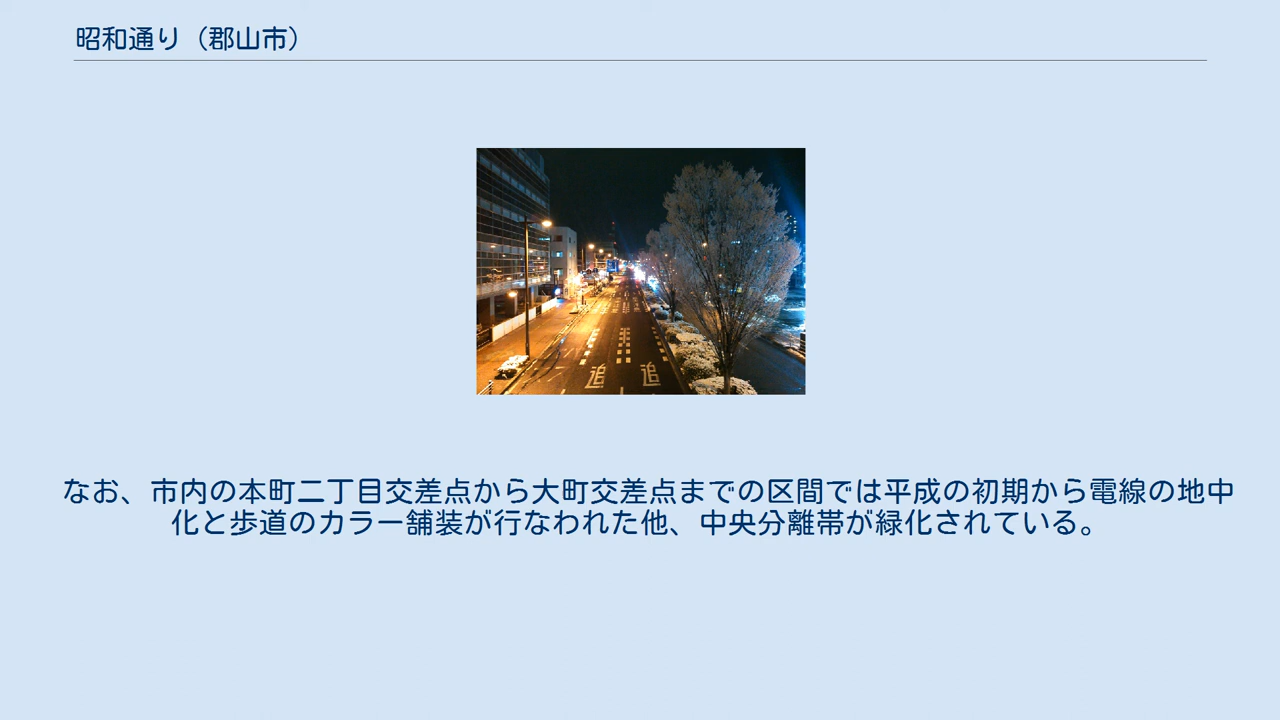 昭和通り（郡山市）
追 追
なお、市内の本町二丁目交差点から大町交差点までの区間では平成の初期から電線の地中
化と歩道のカラー舗装が行なわれた他、中央分離帯が緑化されている。